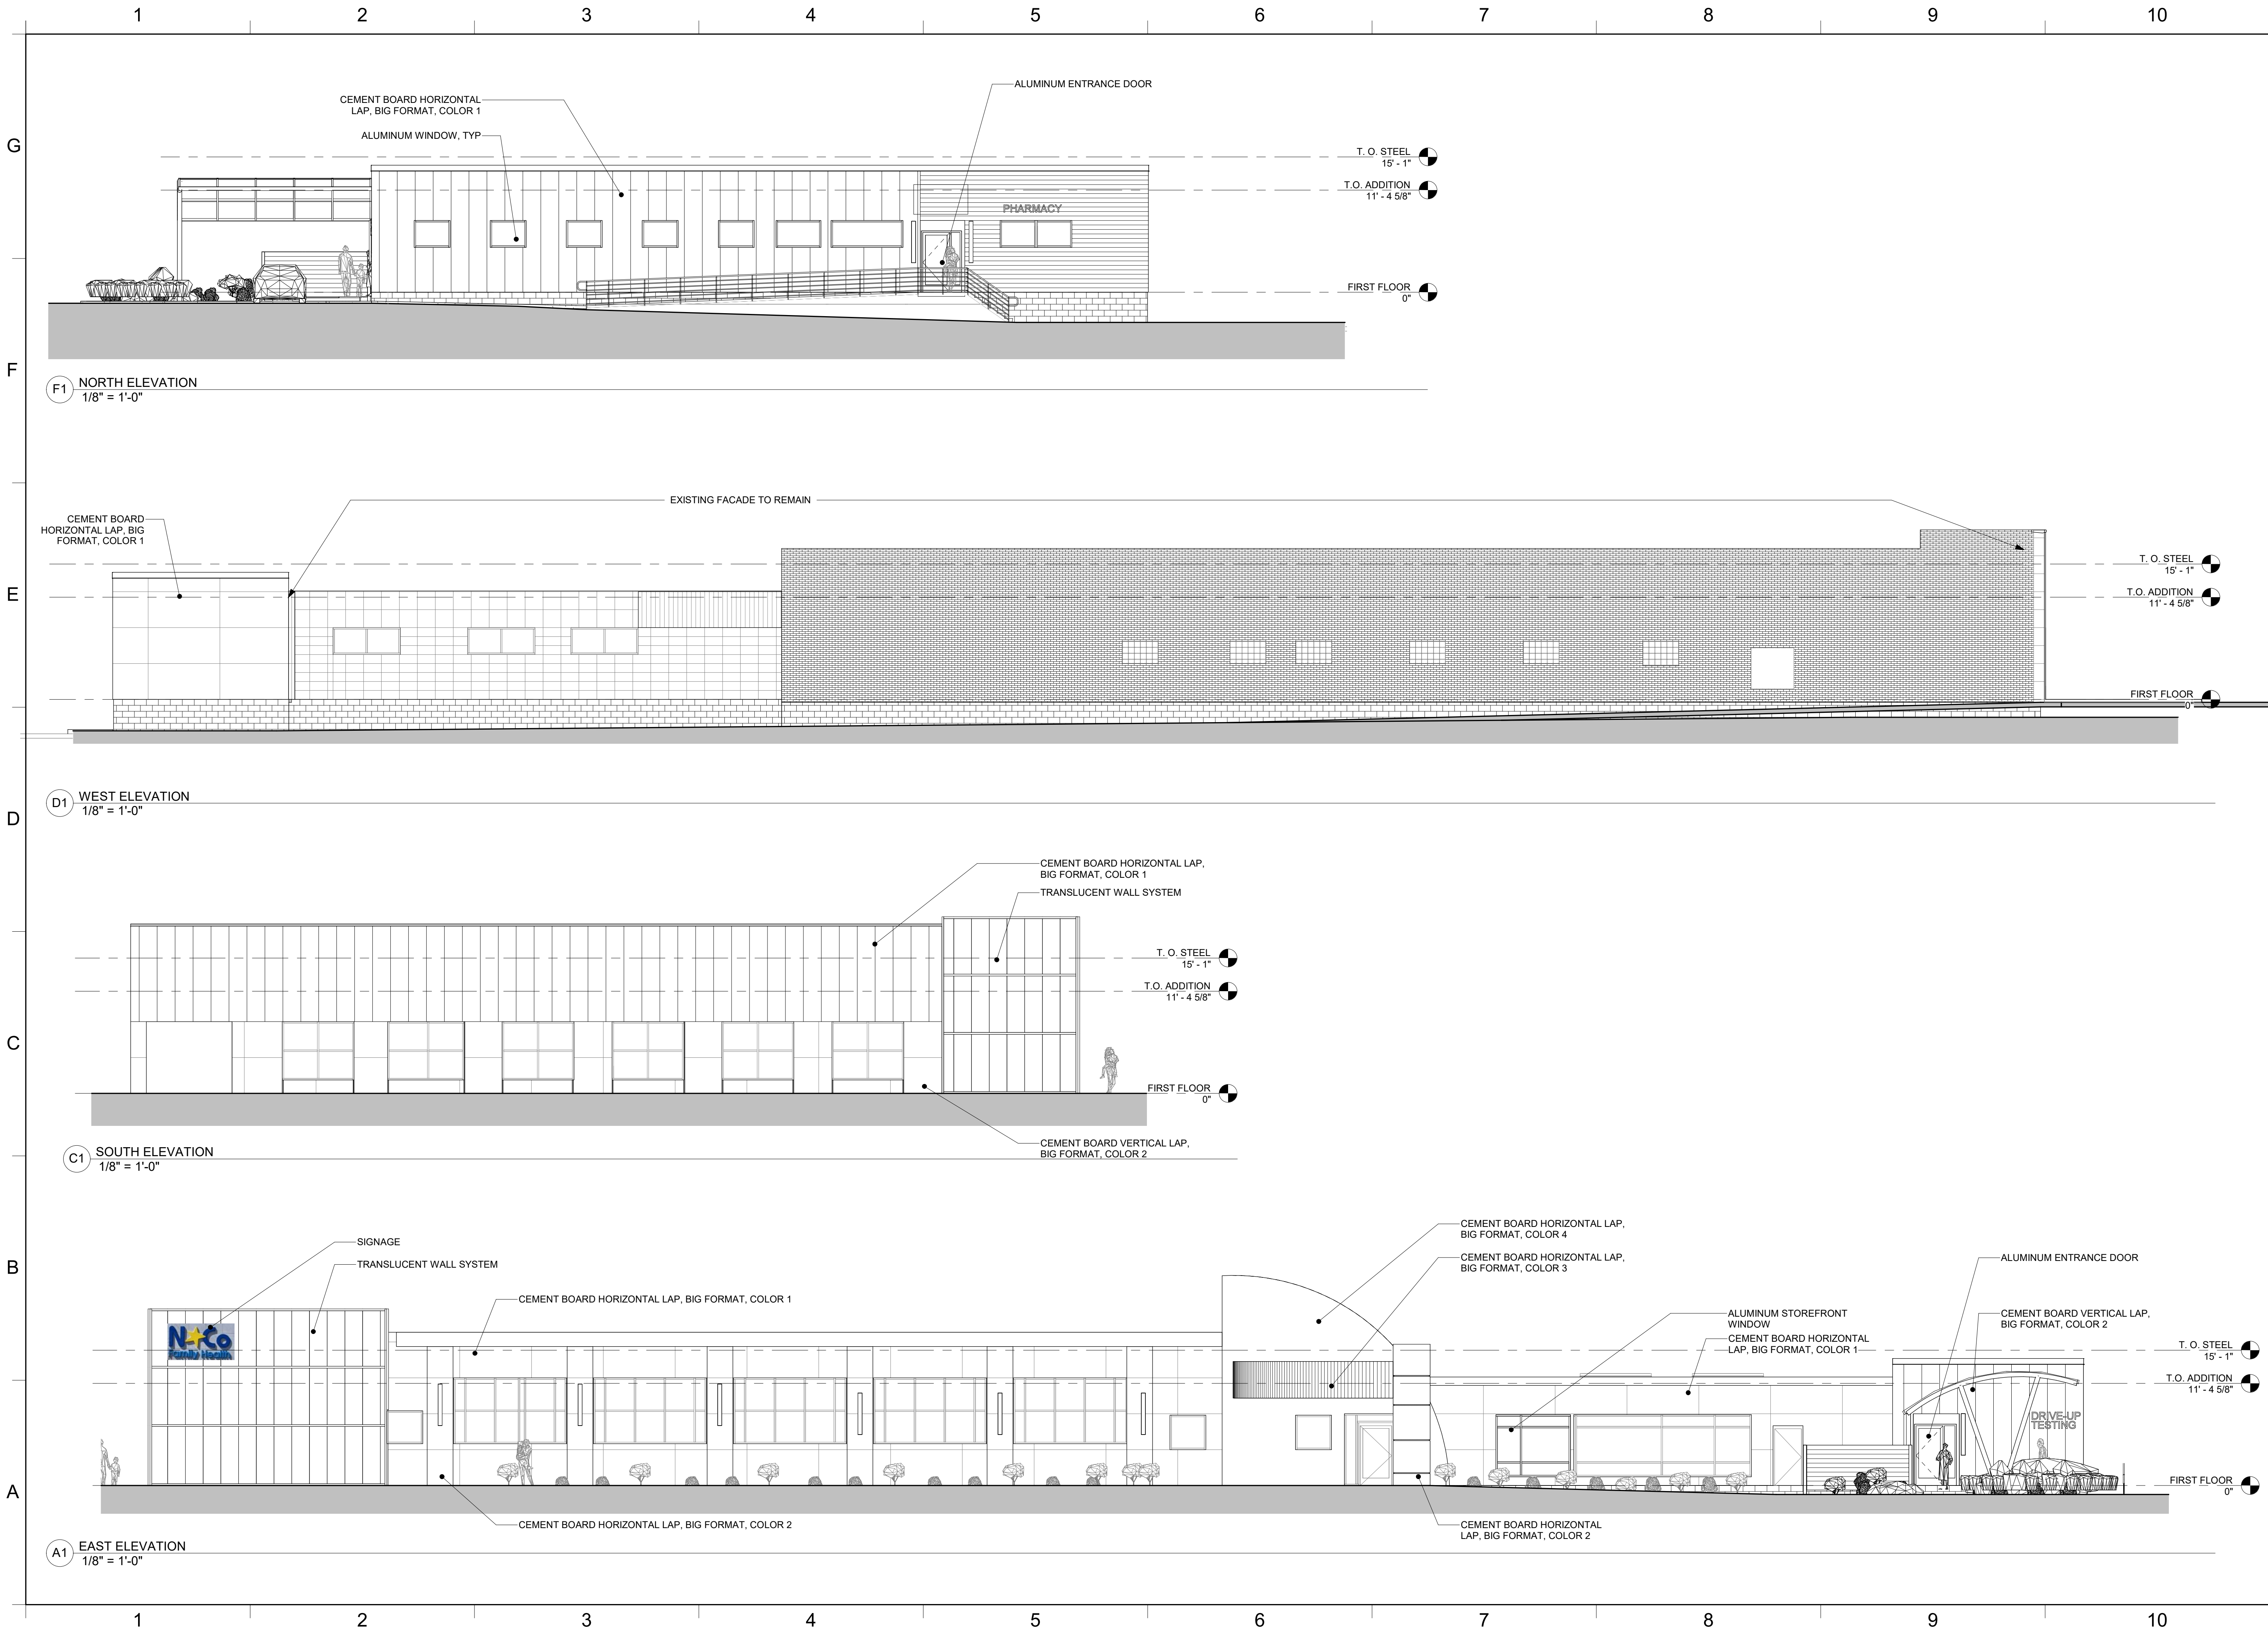 1 2 3 4 5 6 7 8 9 10
G
CEMENT BOARD HORIZONTAL
LAP, BIG FORMAT, COLOR 1
ALUMINUM WINDOW, TYP
ALUMINUM ENTRANCE DOOR
T. O. STEEL
15' - 1"
T.O. ADDITION
11' - 4 5/8"
PHARMACY
FIRST FLOOR
0"
F
F1 NORTH ELEVATION
1/8" = 1'-0"
EXISTING FACADE TO REMAIN
CEMENT BOARD
HORIZONTAL LAP, BIG
FORMAT, COLOR 1
E
T. O. STEEL
15' - 1"
T.O. ADDITION
11' - 4 5/8"
FIRST FLOOR
0"
D1 WEST ELEVATION
1/8" = 1'-0"
D
CEMENT BOARD HORIZONTAL LAP,
BIG FORMAT, COLOR 1
TRANSLUCENT WALL SYSTEM
T. O. STEEL
15' - 1"
T.O. ADDITION
11' - 4 5/8"
C
FIRST FLOOR
0"
CEMENT BOARD VERTICAL LAP,
BIG FORMAT, COLOR 2
C1 SOUTH ELEVATION
1/8" = 1'-0"
B
SIGNAGE
TRANSLUCENT WALL SYSTEM
CEMENT BOARD HORIZONTAL LAP, BIG FORMAT, COLOR 1
CEMENT BOARD HORIZONTAL LAP,
BIG FORMAT, COLOR 4
CEMENT BOARD HORIZONTAL LAP,
BIG FORMAT, COLOR 3
ALUMINUM STOREFRONT
WINDOW
CEMENT BOARD HORIZONTAL
LAP, BIG FORMAT, COLOR 1
ALUMINUM ENTRANCE DOOR
CEMENT BOARD VERTICAL LAP,
BIG FORMAT, COLOR 2
N Co
Family Health
T. O. STEEL
15' - 1"
T.O. ADDITION
11' - 4 5/8"
DRIVE-UP
TESTING
FIRST FLOOR
0"
A
CEMENT BOARD HORIZONTAL LAP, BIG FORMAT, COLOR 2
CEMENT BOARD HORIZONTAL
LAP, BIG FORMAT, COLOR 2
A1 EAST ELEVATION
1/8" = 1'-0"
1 2 3 4 5 6 7 8 9 10